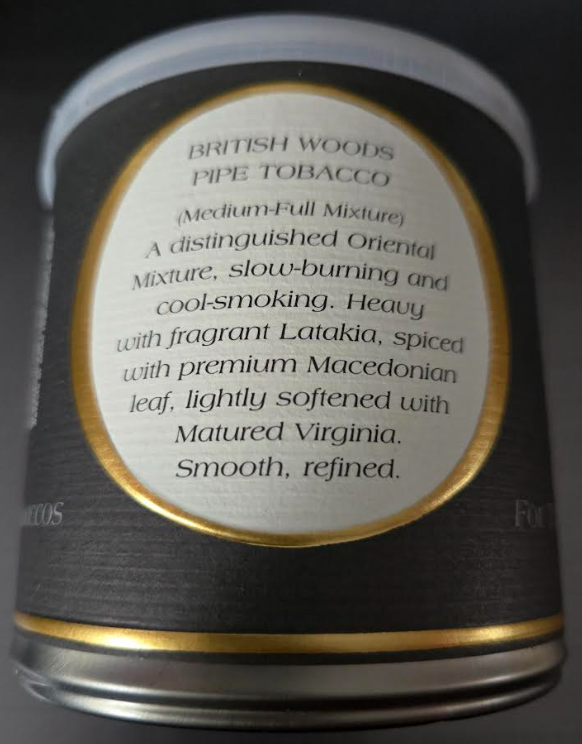 BRITISH WOODS
PIPE TOBACCO
(Medium-Full Mixture)
A distinguished Oriental
Mixture, slow-burning and
cool-smoking. Heavy
with fragrant Latakia, spiced
with premium Macedonian
leaf, lightly softened with
Matured Virginia.
Smooth, refined.